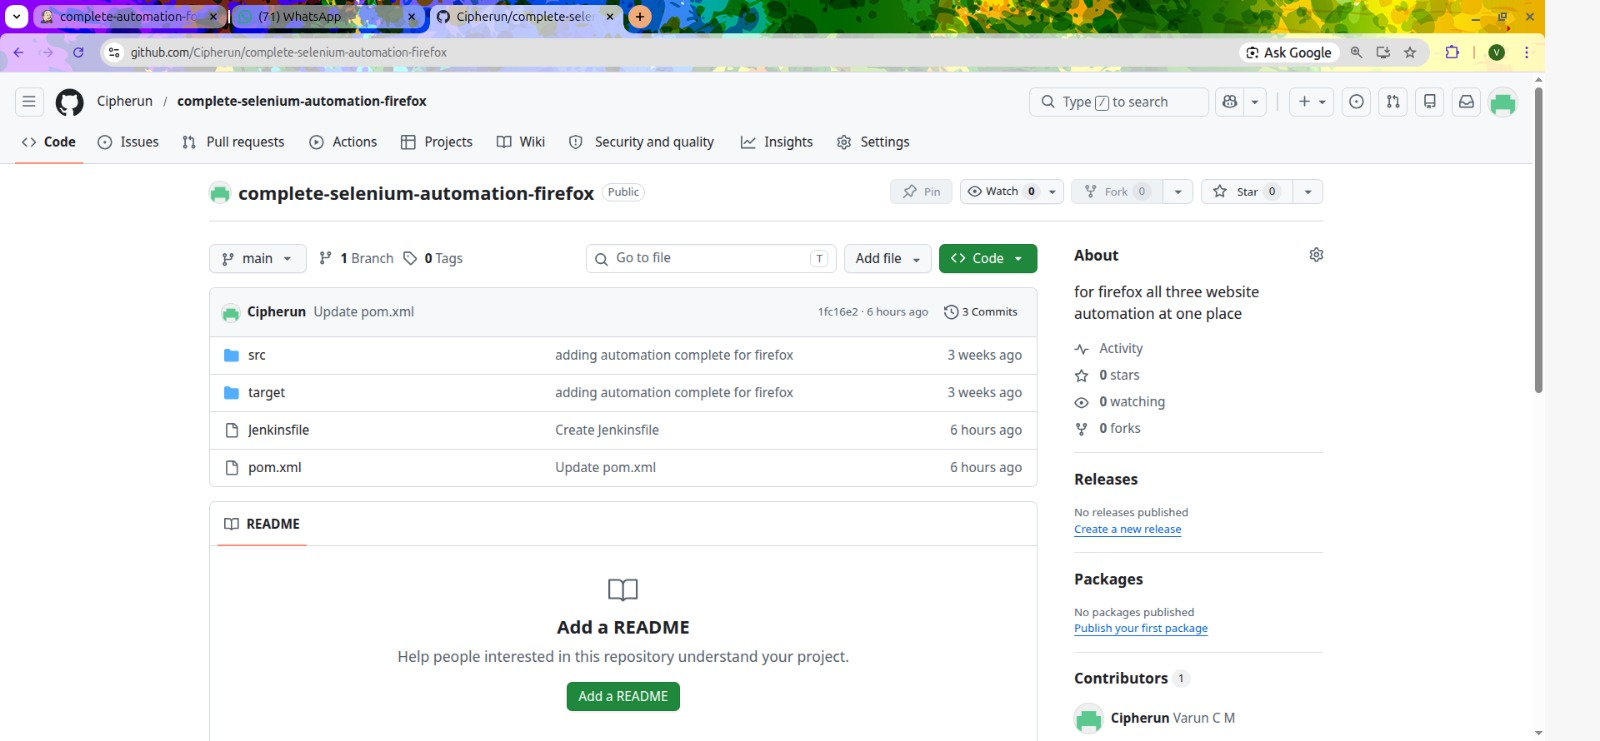 complete-automation-fo
(71) WhatsApp
Cipherun/complete-selen
github.com/Cipherun/complete-selenium-automation-firefox
Ask Google
V
Cipherun / complete-selenium-automation-firefox
Type / to search
Code
Issues
Pull requests
Actions
Projects
Wiki
Security and quality
Insights
Settings
complete-selenium-automation-firefox
Public
Pin
Watch 0
Fork 0
Star 0
main
1 Branch
0 Tags
Go to file
T
Add file
Code
Cipherun Update pom.xml
1fc16e2 · 6 hours ago
3 Commits
src
adding automation complete for firefox
3 weeks ago
target
adding automation complete for firefox
3 weeks ago
Jenkinsfile
Create Jenkinsfile
6 hours ago
pom.xml
Update pom.xml
6 hours ago
README
Add a README
Help people interested in this repository understand your project.
Add a README
About
for firefox all three website
automation at one place
Activity
0 stars
0 watching
0 forks
Releases
No releases published
Create a new release
Packages
No packages published
Publish your first package
Contributors 1
Cipherun Varun C M